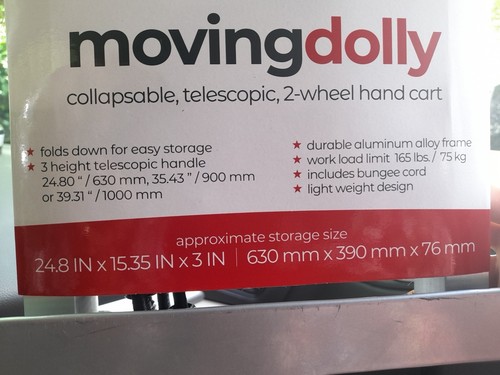 movingdolly
collapsable, telescopic, 2-wheel hand cart
★ folds down for easy storage
★ 3 height telescopic handle
24.80 “ / 630 mm, 35.43 ” / 900 mm
or 39.31 “ / 1000 mm
★ durable aluminum alloy frame
★ work load limit 165 lbs. / 75 kg
★ includes bungee cord
★ light weight design
approximate storage size
24.8 IN x 15.35 IN x 3 IN | 630 mm x 390 mm x 76 mm